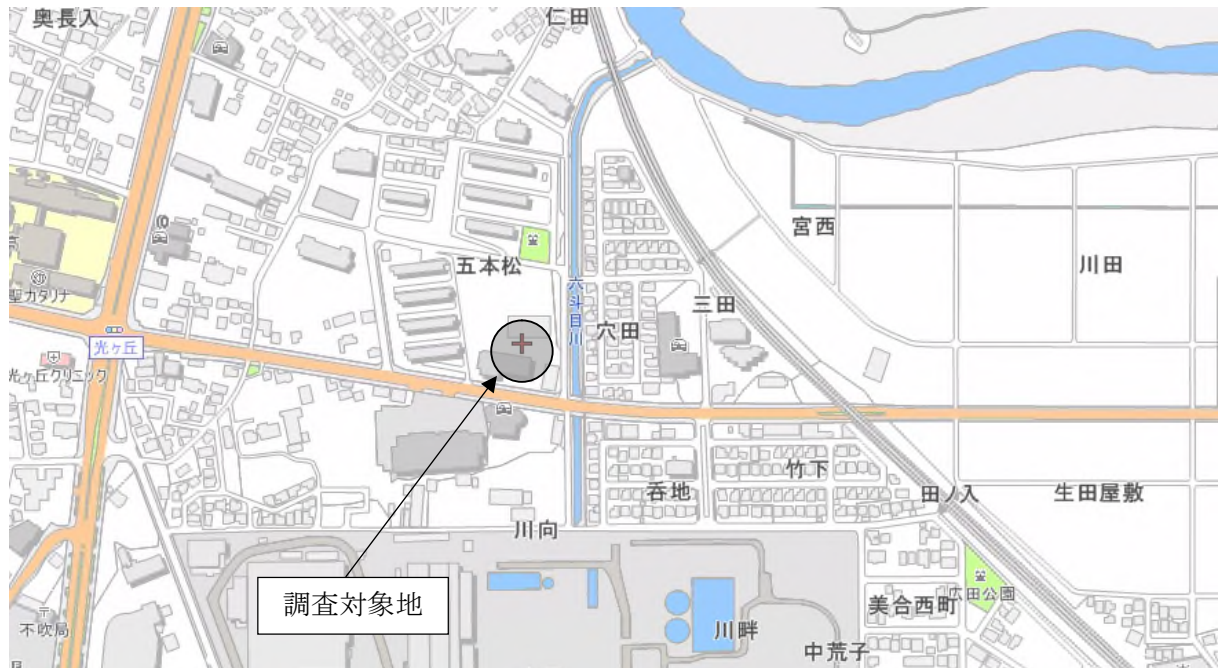 奥長入
仁田
宮西
川田
五本松
六斗目川
三田
穴田
聖カタリナ
光ヶ丘
光ヶ丘クリニック
竹下
呑地
田ノ入
生田屋敷
川向
調査対象地
広田公園
美合西町
不吹局
川畔
中荒子